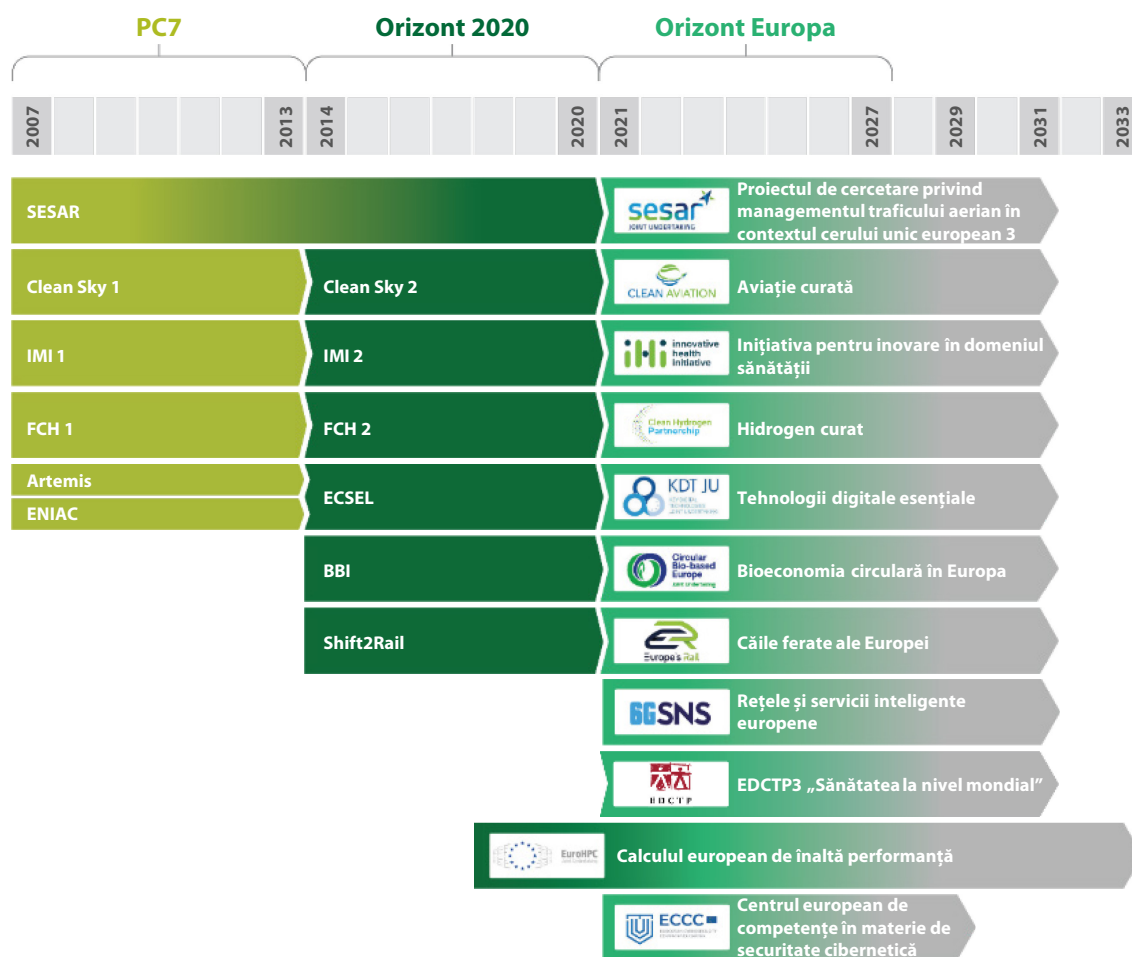 PC7
Orizont 2020
Orizont Europa
2007
2013
2014
2020
2021
2027
2029
2031
2033
SESAR
sesar
JOINT UNDERTAKING
Proiectul de cercetare privind
managementul traficului aerian în
contextul cerului unic european 3
Clean Sky 1
Clean Sky 2
CLEAN AVIATION
Aviație curată
IMI 1
IMI 2
iHi
innovative
health
initiative
Inițiativa pentru inovare în domeniul
sănătății
FCH 1
FCH 2
Clean Hydrogen
Partnership
Hidrogen curat
Artemis
ENIAC
ECSEL
KDT JU
Tehnologii digitale esențiale
BBI
Circular
Bio-based
Europe
Joint Undertaking
Bioeconomia circulară în Europa
Shift2Rail
ER
Europe's Rail
Căile ferate ale Europei
6GSNS
Rețele și servicii inteligente
europene
EDCTP
EDCTP3 „Sănătatea la nivel mondial”
EuroHPC
Calculul european de înaltă performanță
ECCC
Centrul european de
competențe în materie de
securitate cibernetică